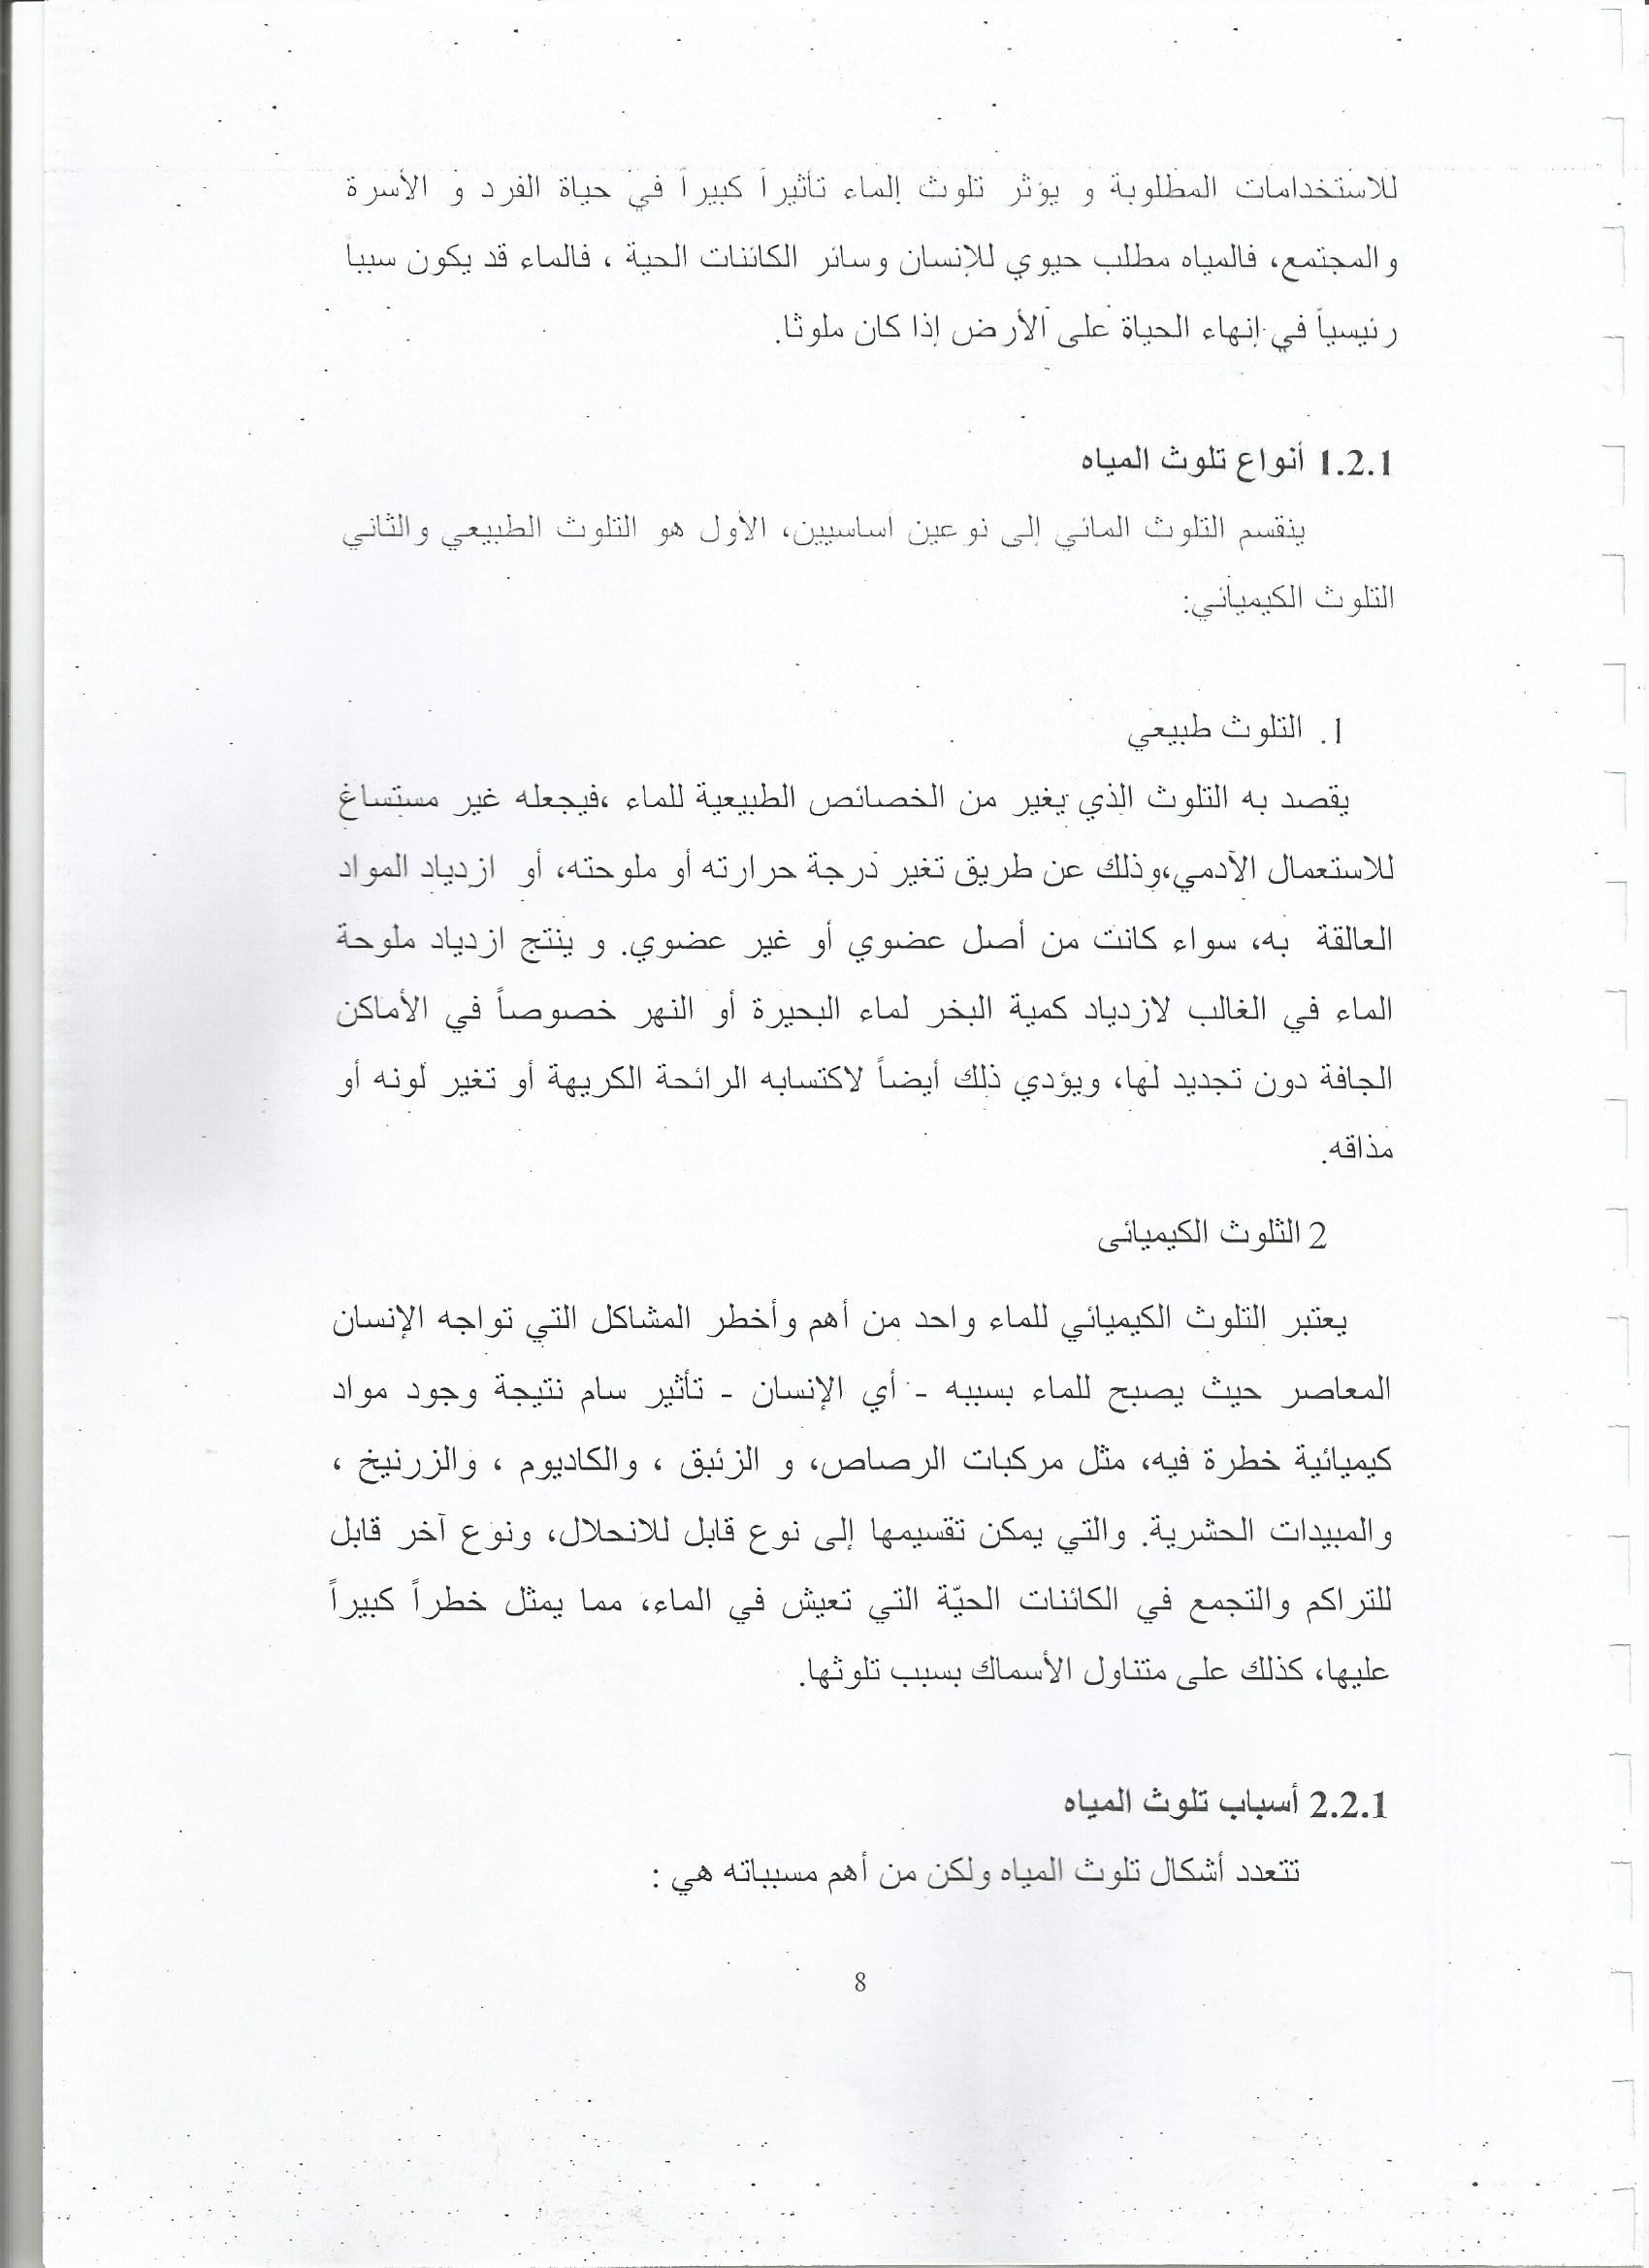 للاستخدامات المطلوبة و يؤثر تلوث الماء تأثيراً كبيراً في حياة الفرد و الأسرة
والمجتمع، فالمياه مطلب حيوي للإنسان وسائر الكائنات الحية ، فالماء قد يكون سببا
رئيسياً في إنهاء الحياة على الأرض إذا كان ملوثا.
1.2.1 أنواع تلوث المياه
ينقسم التلوث المائي إلى نوعين اساسيين، الأول هو التلوث الطبيعي والثاني
التلوث الكيميائي:
1. التلوث طبيعي
يقصد به التلوث الذي يغير من الخصائص الطبيعية للماء ،فيجعله غير مستساغ
للاستعمال الآدمي،وذلك عن طريق تغير درجة حرارته أو ملوحته، أو ازدياد المواد
العالقة به، سواء كانت من أصل عضوي أو غير عضوي. و ينتج ازدياد ملوحة
الماء في الغالب لازدياد كمية البخر لماء البحيرة أو النهر خصوصاً في الأماكن
الجافة دون تجديد لها، ويؤدي ذلك أيضاً لاكتسابه الرائحة الكريهة أو تغير لونه أو
مذاقه.
2 الثلوث الكيميائى
يعتبر التلوث الكيميائي للماء واحد من أهم وأخطر المشاكل التي تواجه الإنسان
المعاصر حيث يصبح للماء بسببه - أي الإنسان - تأثير سام نتيجة وجود مواد
كيميائية خطرة فيه، مثل مركبات الرصاص، و الزئبق ، والكاديوم ، والزرنيخ ،
والمبيدات الحشرية. والتي يمكن تقسيمها إلى نوع قابل للانحلال، ونوع آخر قابل
للتراكم والتجمع في الكائنات الحيّة التي تعيش في الماء، مما يمثل خطراً كبيراً
عليها، كذلك على متناول الأسماك بسبب تلوثها.
2.2.1 أسباب تلوث المياه
تتعدد أشكال تلوث المياه ولكن من أهم مسبباته هي :
8